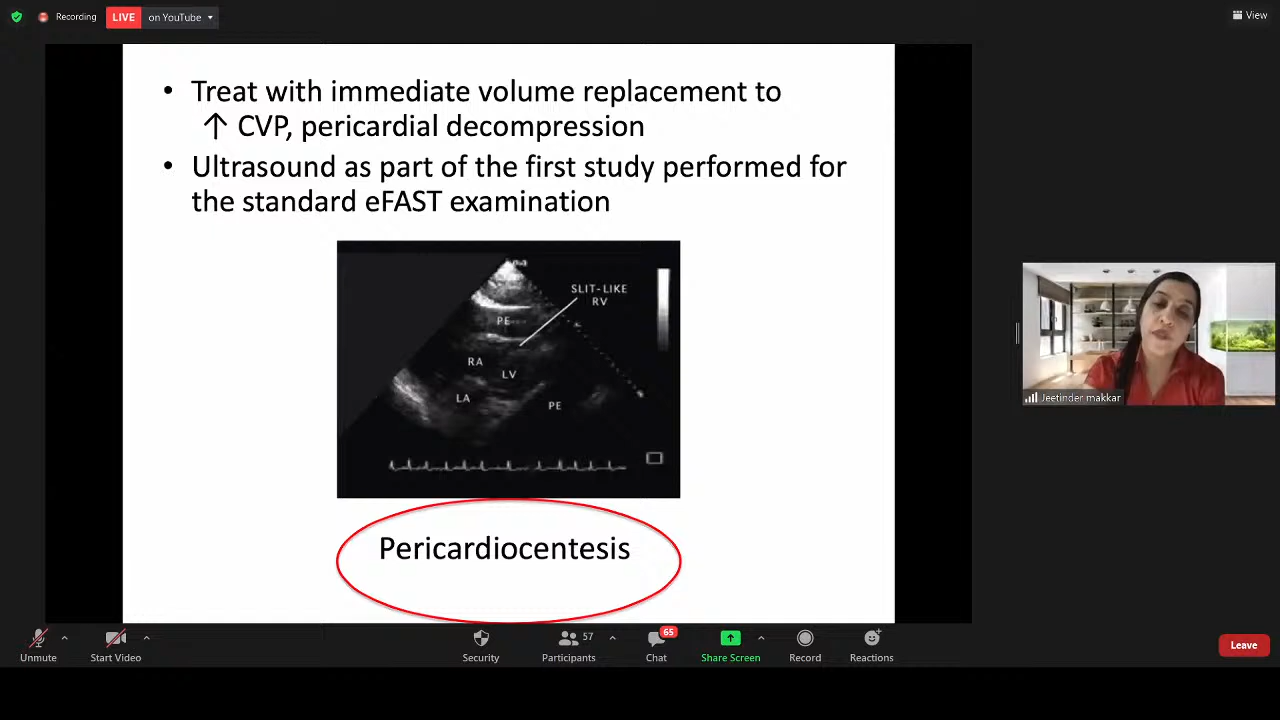 Recording
LIVE
on YouTube
View
• Treat with immediate volume replacement to
↑ CVP, pericardial decompression
• Ultrasound as part of the first study performed for
the standard eFAST examination
SLIT-LIKE
RV
PE
RA
LV
LA
PE
Pericardiocentesis
Jeetinder makkar
Unmute
Start Video
Security
57
Participants
65
Chat
Share Screen
Record
Reactions
Leave